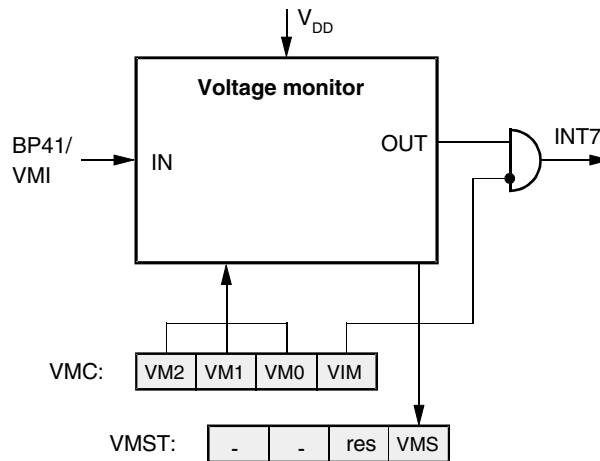 VDD
Voltage monitor
BP41/
VMI
IN
OUT
INT7
VMC: VM2 VM1 VM0 VIM
VMST: - - res VMS